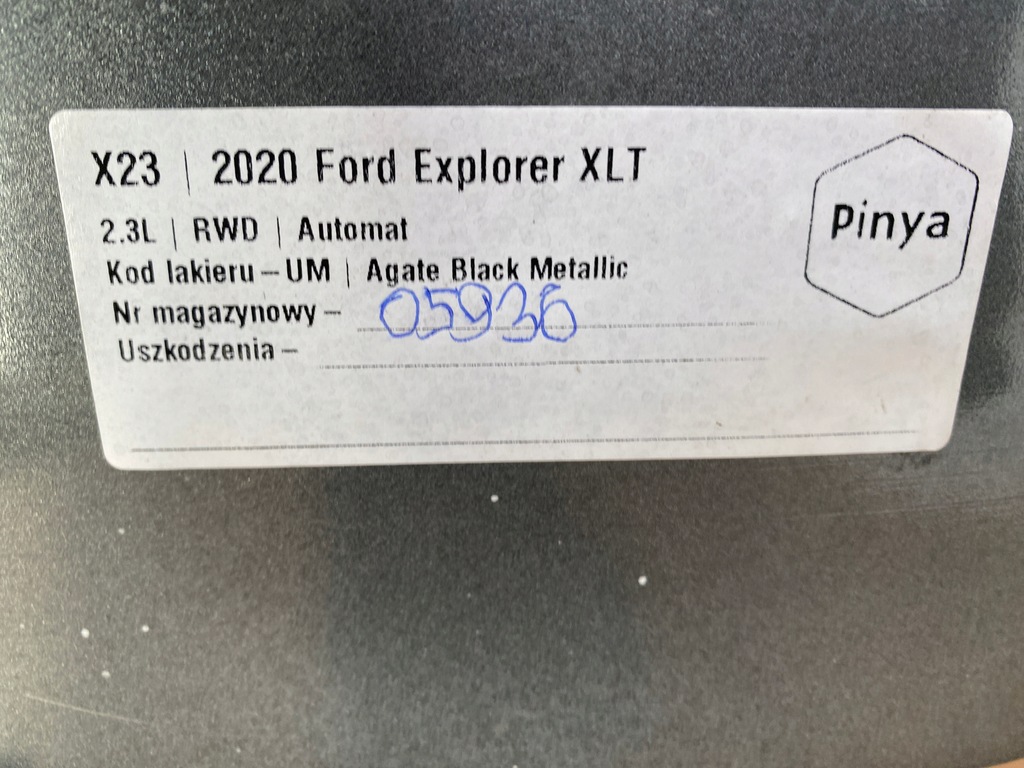 X23 | 2020 Ford Explorer XLT
2.3L | RWD | Automat
Kod lakieru – UM | Agate Black Metallic
Nr magazynowy – 05936
Uszkodzenia –
Pinya